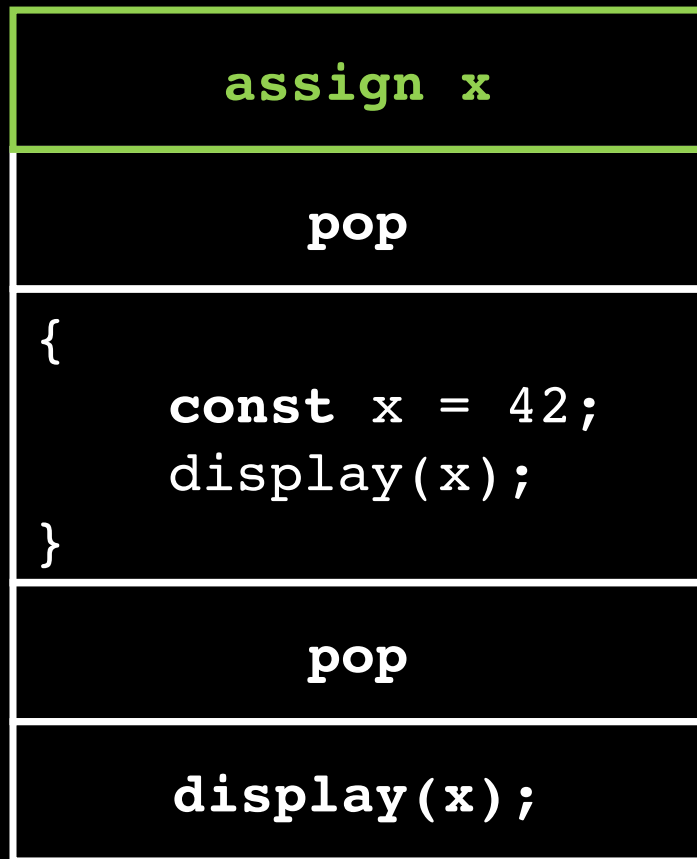 assign x
pop
{
const x = 42;
display(x);
}
pop
display(x);